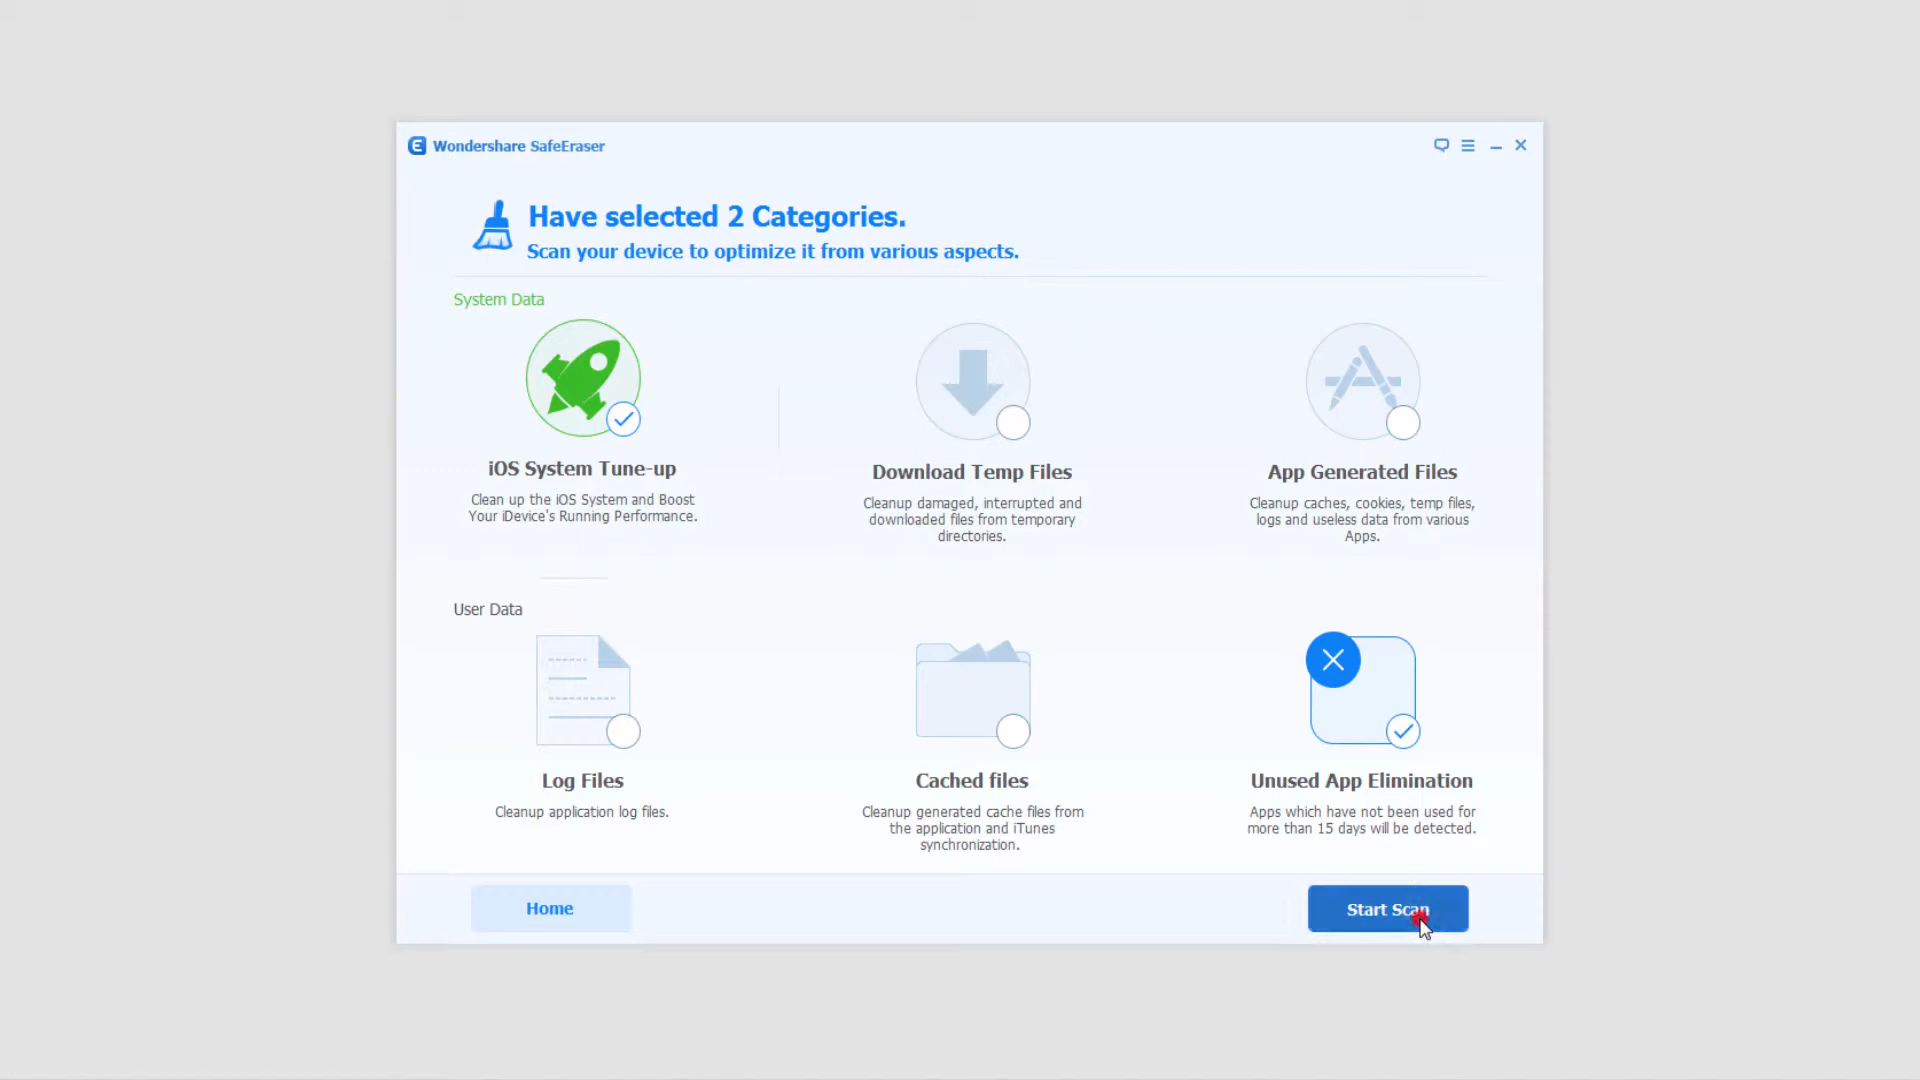 Wondershare SafeEraser
Have selected 2 Categories.
Scan your device to optimize it from various aspects.
System Data
iOS System Tune-up
Clean up the iOS System and Boost
Your iDevice's Running Performance.
Download Temp Files
Cleanup damaged, interrupted and
downloaded files from temporary
directories.
App Generated Files
Cleanup caches, cookies, temp files,
logs and useless data from various
Apps.
User Data
Log Files
Cleanup application log files.
Cached files
Cleanup generated cache files from
the application and iTunes
synchronization.
Unused App Elimination
Apps which have not been used for
more than 15 days will be detected.
Home
Start Scan